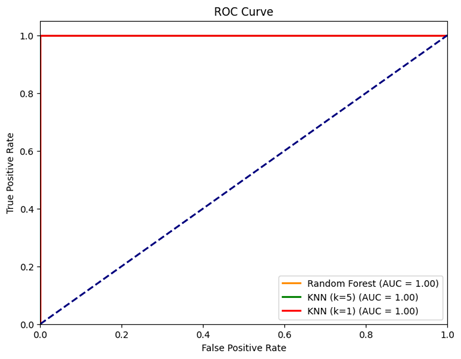 ROC Curve
True Positive Rate
1.0
0.8
0.6
0.4
0.2
0.0
0.0 0.2 0.4 0.6 0.8 1.0
False Positive Rate
Random Forest (AUC = 1.00)
KNN (k=5) (AUC = 1.00)
KNN (k=1) (AUC = 1.00)